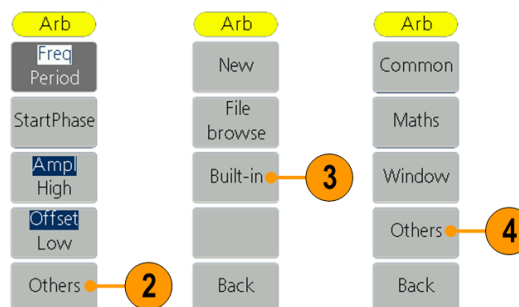 Arb
Freq
Period
StartPhase
Ampl
High
Offset
Low
Others
2
Arb
New
File
browse
Built-in
3
Back
Arb
Common
Maths
Window
Others
4
Back